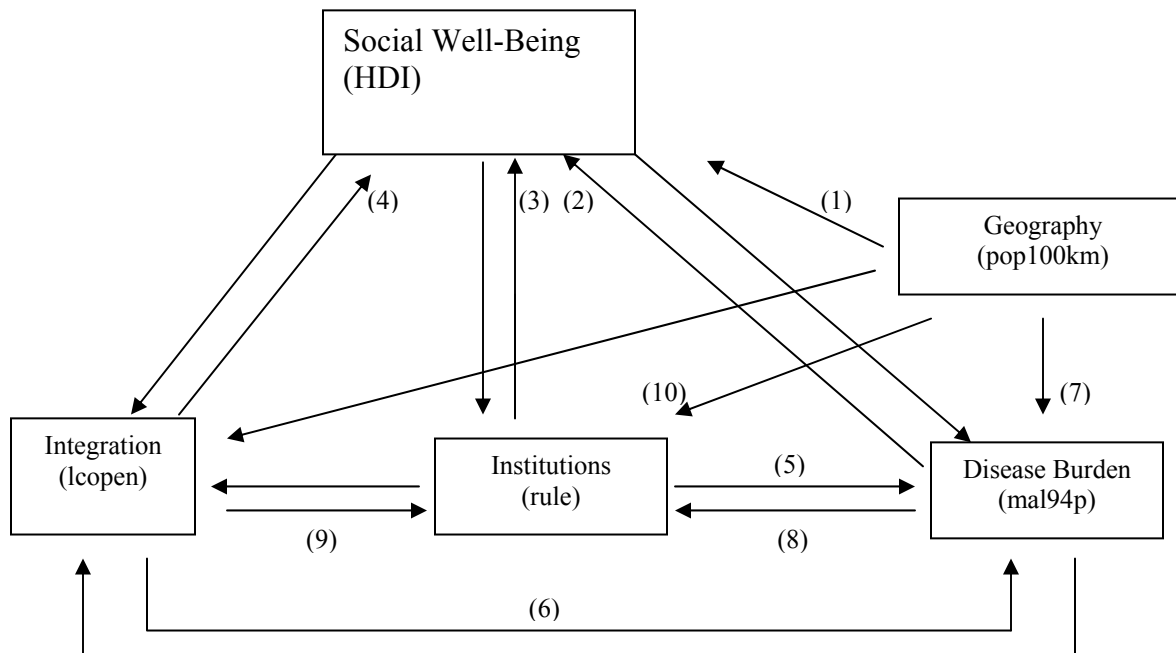 Social Well-Being
(HDI)
(4)
(3)
(2)
(1)
Geography
(pop100km)
(10)
(7)
Integration
(lcopen)
Institutions
(rule)
(5)
Disease Burden
(mal94p)
(9)
(8)
(6)